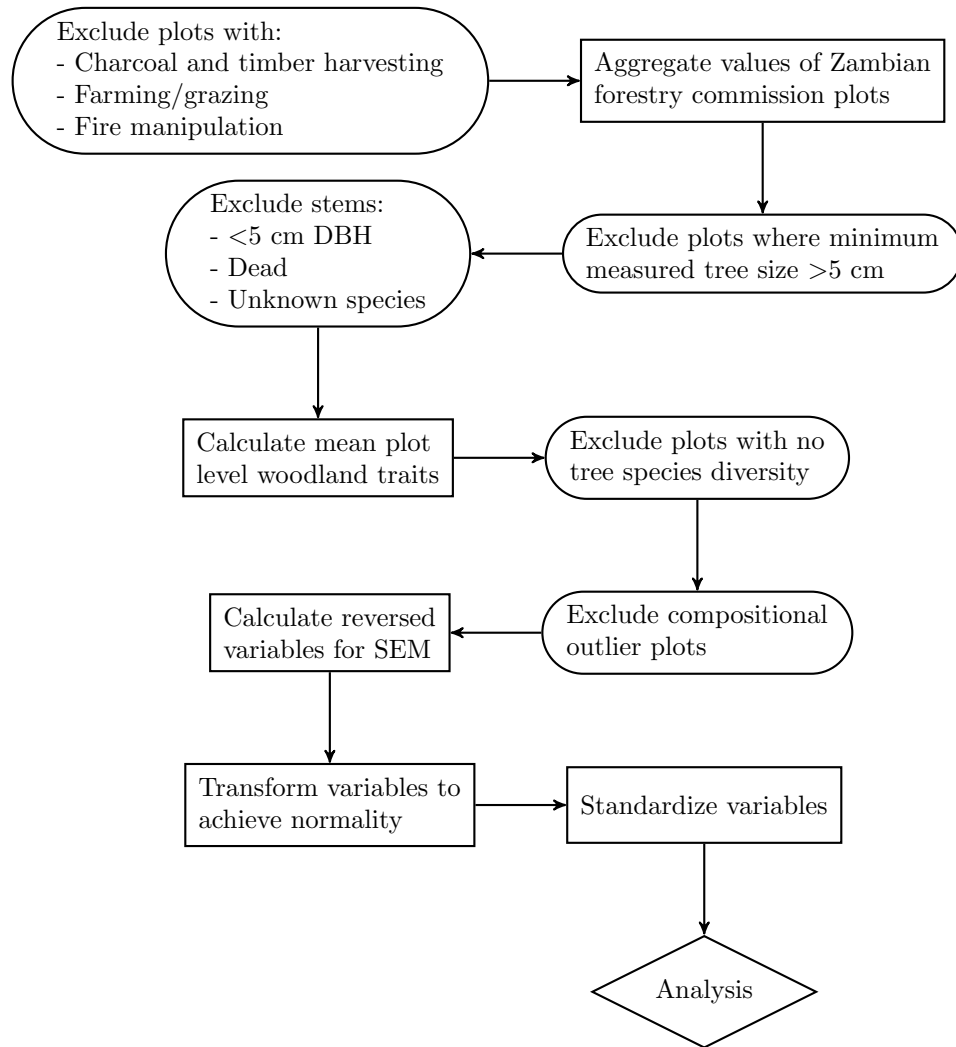 Exclude plots with:
- Charcoal and timber harvesting
- Farming/grazing
- Fire manipulation
Aggregate values of Zambian
forestry commission plots
Exclude plots where minimum
measured tree size >5 cm
Exclude stems:
- <5 cm DBH
- Dead
- Unknown species
Calculate mean plot
level woodland traits
Exclude plots with no
tree species diversity
Exclude compositional
outlier plots
Calculate reversed
variables for SEM
Transform variables to
achieve normality
Standardize variables
Analysis